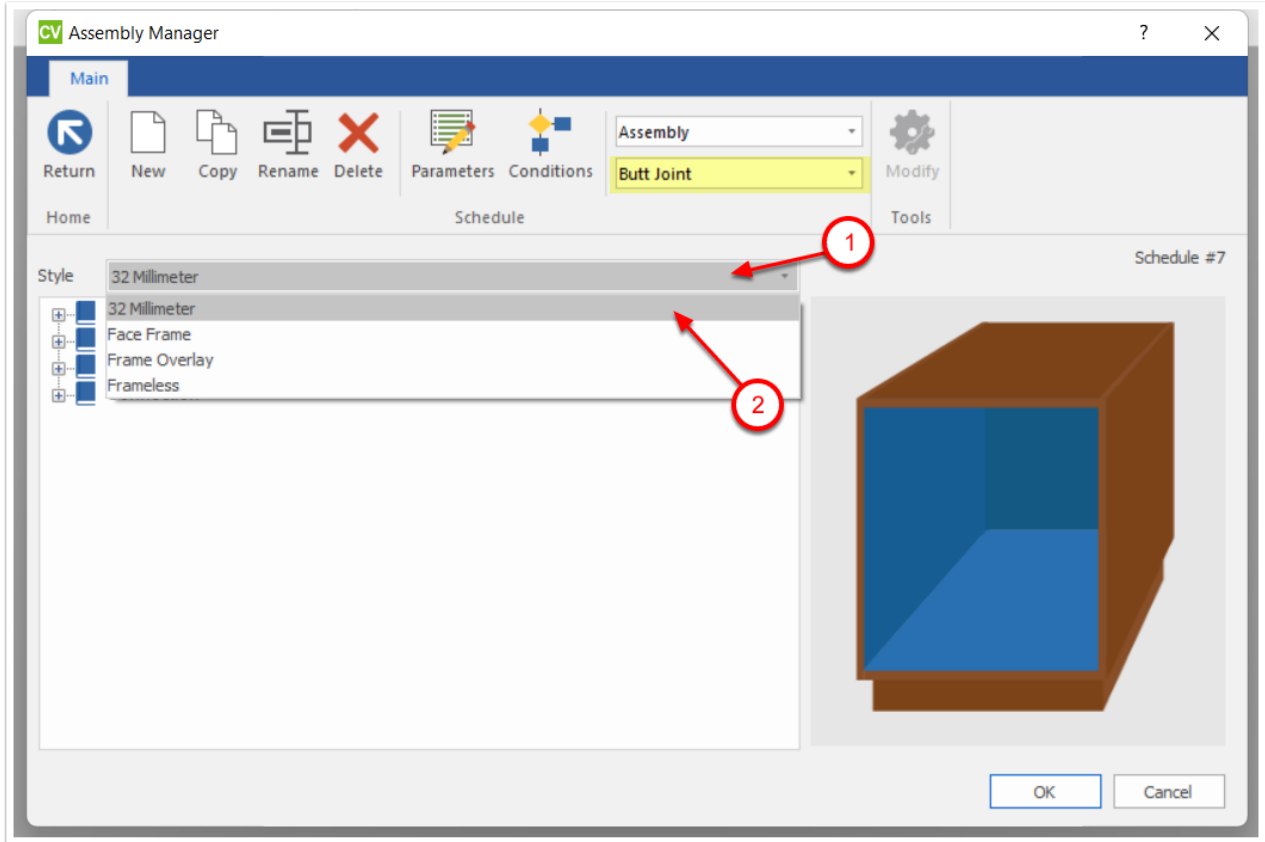 CV Assembly Manager ?
Main
Return New Copy Rename Delete Parameters Conditions
Assembly
Butt Joint
Modify
Home Schedule Tools
1
Schedule #7
Style 32 Millimeter
32 Millimeter
Face Frame
Frame Overlay
Frameless
2
OK Cancel